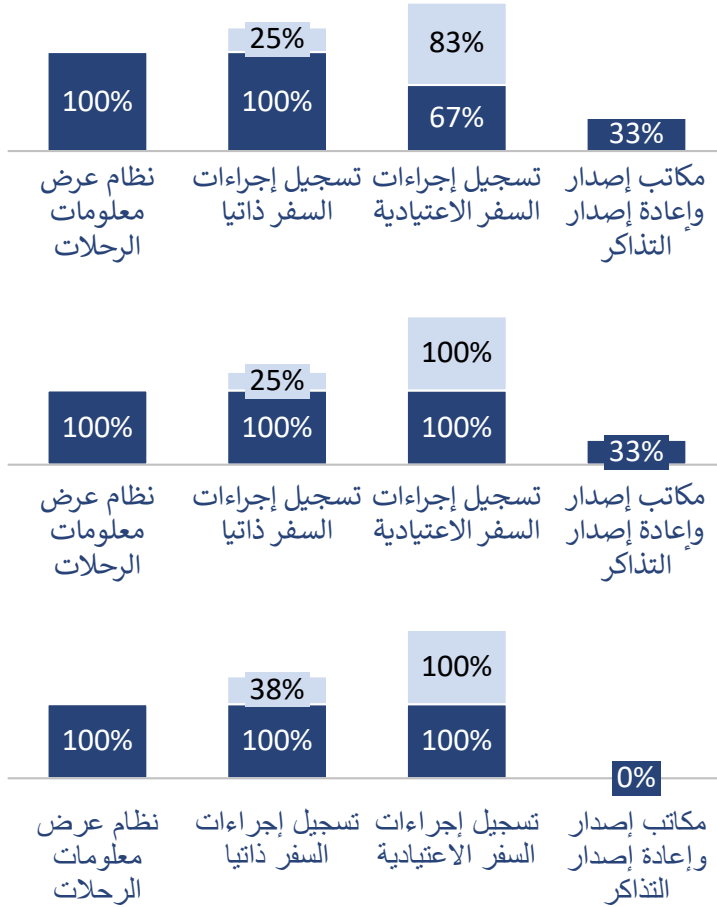 83%
25%
33%
67%
100%
100%
مكاتب إصدار
وإعادة إصدار
التذاكر
تسجيل إجراءات
السفر الاعتيادية
تسجيل إجراءات
السفر ذاتيا
نظام عرض
معلومات
الرحلات
100%
25%
33%
100%
100%
100%
مكاتب إصدار
وإعادة إصدار
التذاكر
تسجيل إجراءات
السفر الاعتيادية
تسجيل إجراءات
السفر ذاتيا
نظام عرض
معلومات
الرحلات
100%
38%
0%
100%
100%
100%
مكاتب إصدار
وإعادة إصدار
التذاكر
تسجيل إجراءات
السفر الاعتيادية
تسجيل إجراءات
السفر ذاتيا
نظام عرض
معلومات
الرحلات